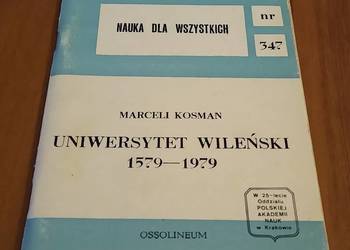 NAUKA DLA WSZYSTKICH
nr
347
MARCELI KOSMAN
UNIWERSYTET WILEŃSKI
1579—1979
W 25-lecie
Oddziału
POLSKIEJ
AKADEMII
NAUK
w Krakowie
OSSOLINEUM